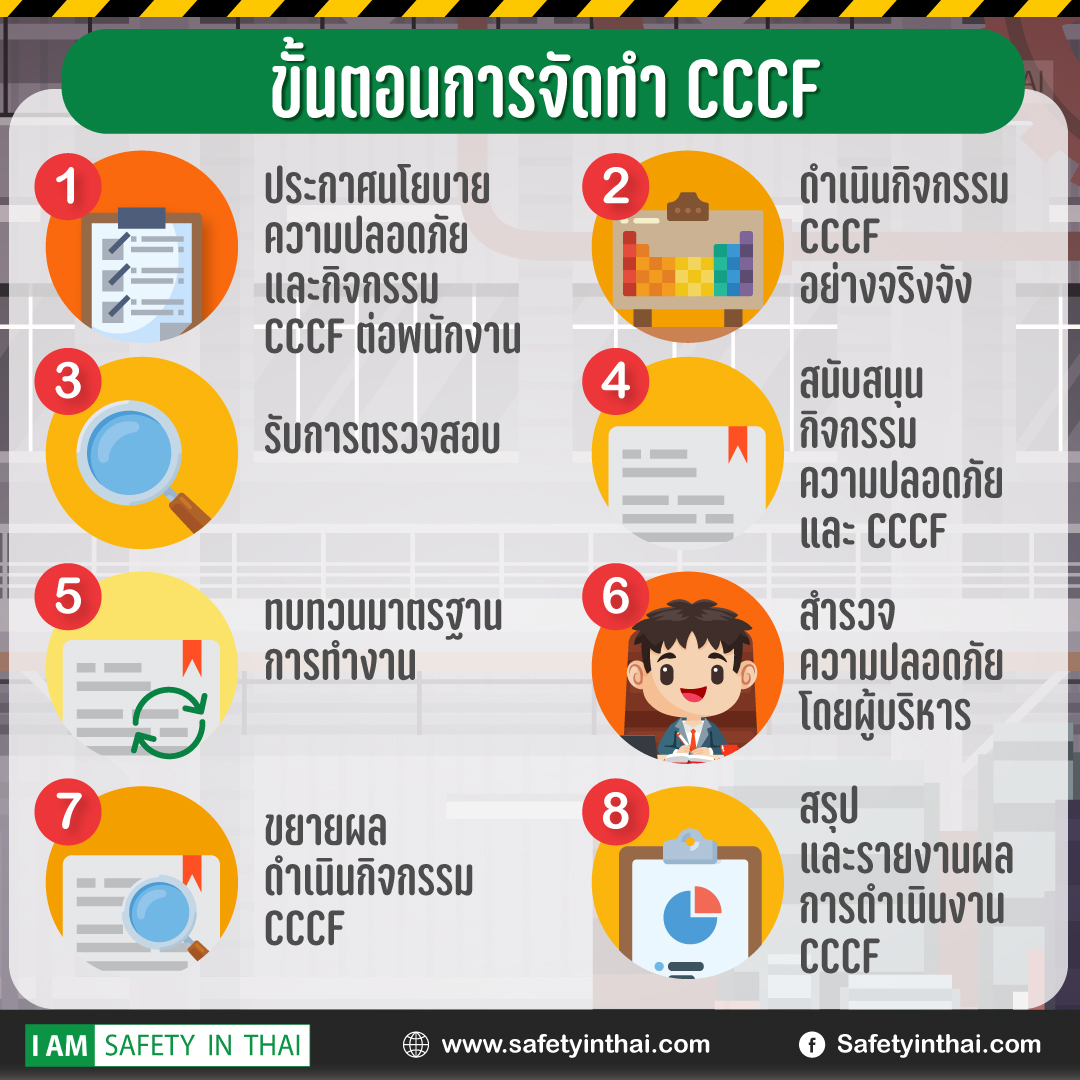 ขั้นตอนการจัดทำ CCCF
1
ประกาศนโยบาย
ความปลอดภัย
และกิจกรรม
CCCF ต่อพนักงาน
2
ดำเนินกิจกรรม
CCCF
อย่างจริงจัง
3
รับการตรวจสอบ
4
สนับสนุน
กิจกรรม
ความปลอดภัย
และ CCCF
5
ทบทวนมาตรฐาน
การทำงาน
6
สำรวจ
ความปลอดภัย
โดยผู้บริหาร
7
ขยายผล
ดำเนินกิจกรรม
CCCF
8
สรุป
และรายงานผล
การดำเนินงาน
CCCF
I AM SAFETY IN THAI
www.safetyinthai.com
Safetyinthai.com